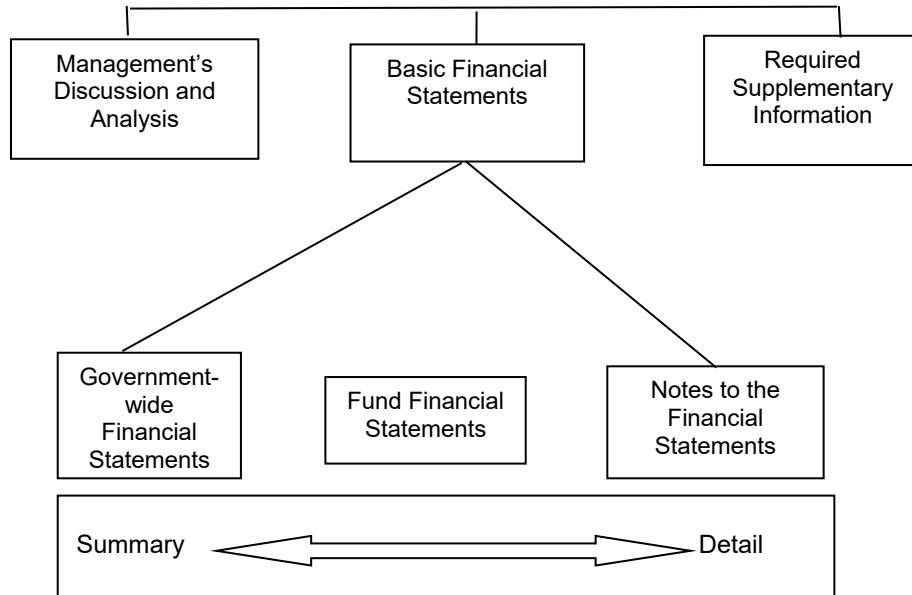 Management’s
Discussion and
Analysis
Basic Financial
Statements
Required
Supplementary
Information
Government-
wide
Financial
Statements
Fund Financial
Statements
Notes to the
Financial
Statements
Summary
Detail